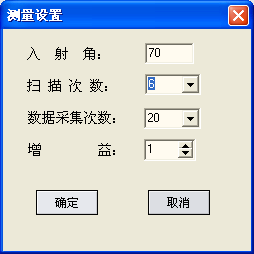 测量设置
入 射 角： 70
扫 描 次 数： 6
数据采集次数： 20
增 益： 1
确定 取消